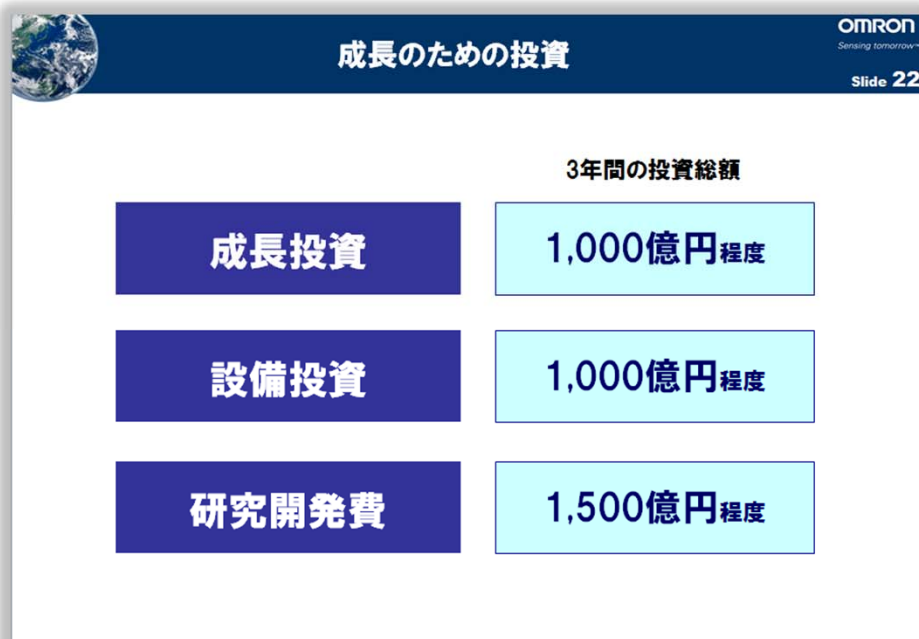 成長のための投資
OMRON
Sensing tomorrow™
Slide 22
3年間の投資総額
成長投資
1,000億円程度
設備投資
1,000億円程度
研究開発費
1,500億円程度